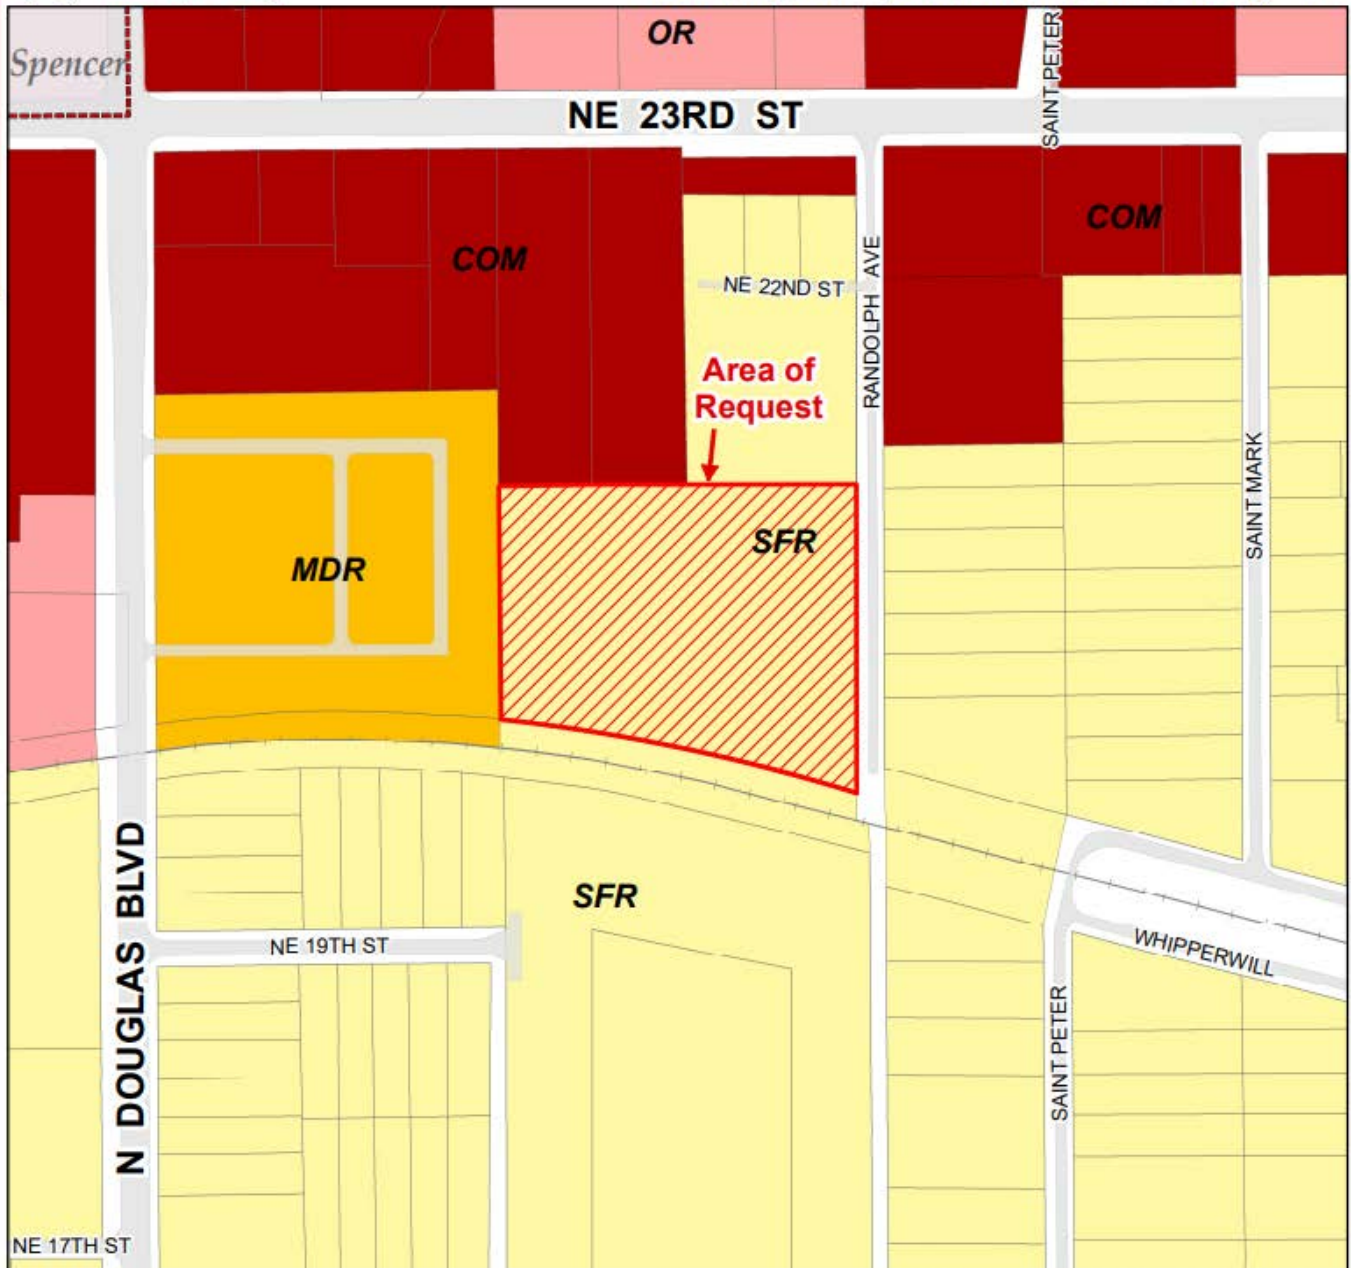 OR
Spencer
NE 23RD ST
SAINT PETER
COM
COM
NE 22ND ST
RANDOLPH AVE
Area of
Request
SFR
MDR
SAINT MARK
N DOUGLAS BLVD
SFR
NE 19TH ST
WHIPPERWILL
SAINT PETER
NE 17TH ST